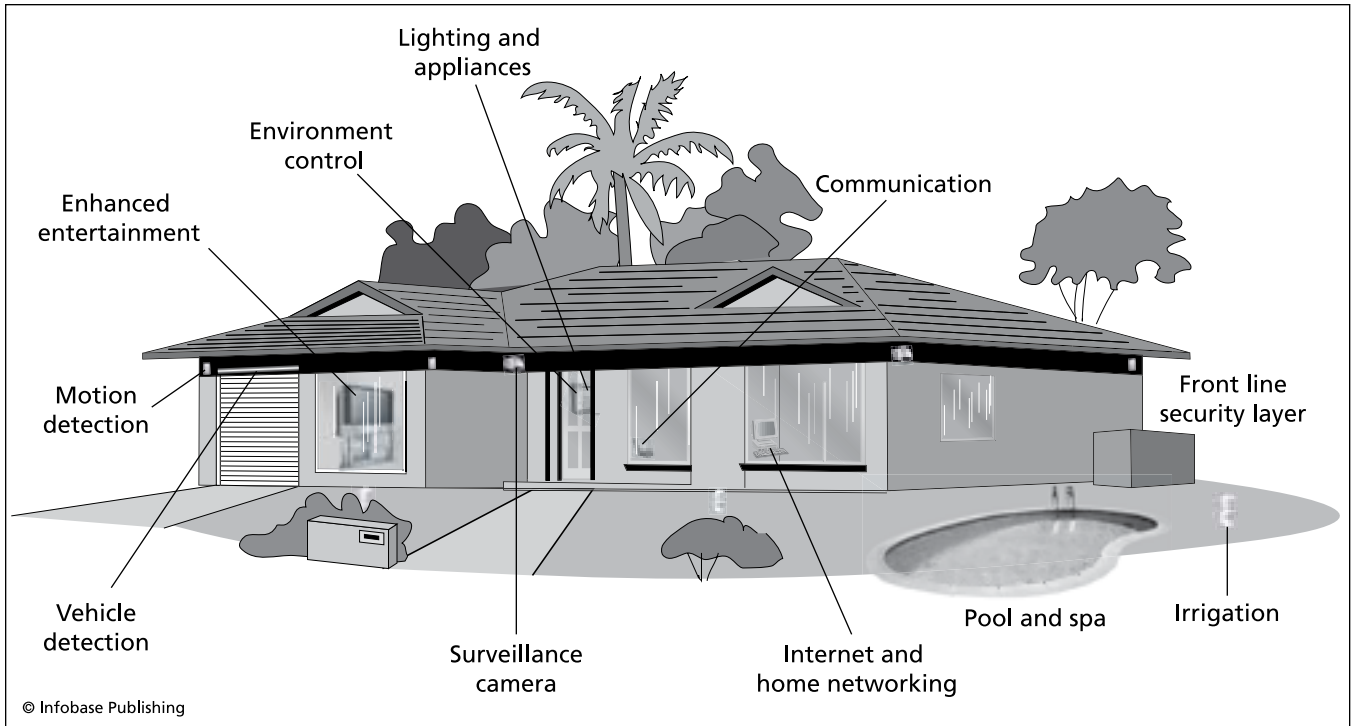 Lighting and
appliances
Environment
control
Communication
Enhanced
entertainment
Motion
detection
Front line
security layer
Vehicle
detection
Surveillance
camera
Internet and
home networking
Pool and spa
Irrigation
© Infobase Publishing